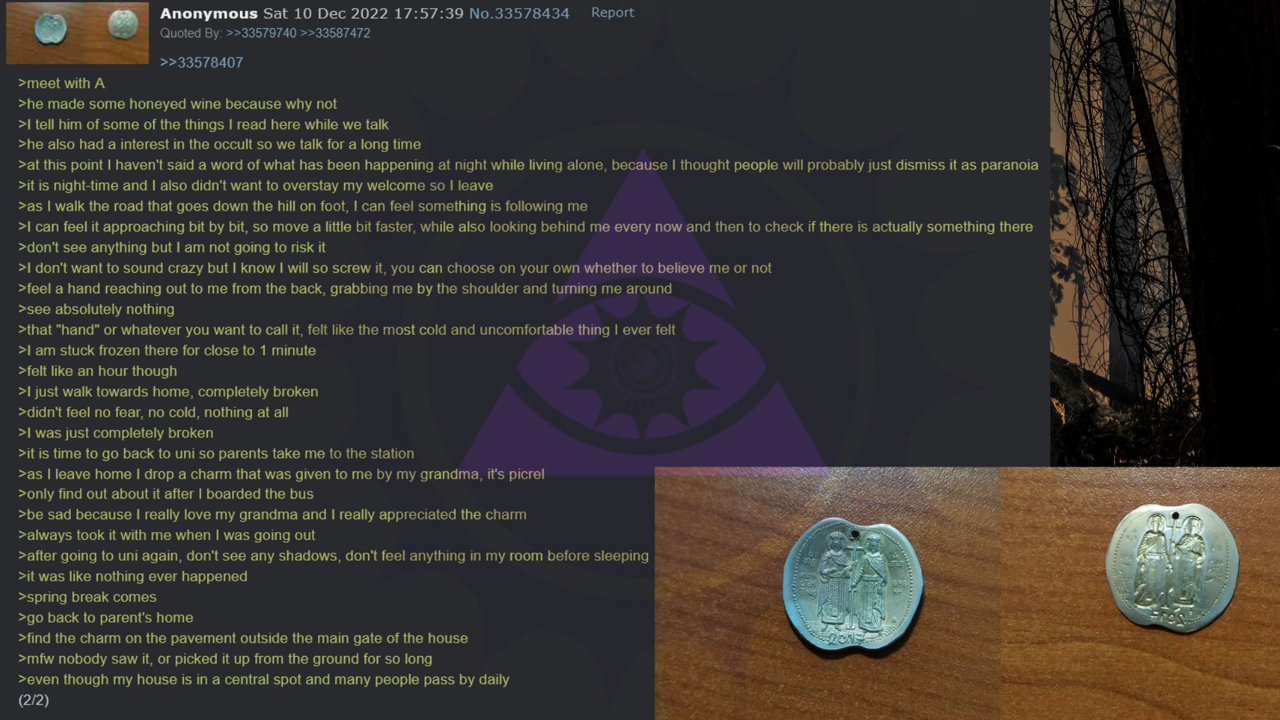 Anonymous Sat 10 Dec 2022 17:57:39 No.33578434 Report
Quoted By: >>33579740 >>33587472
>>33578407
>meet with A
>he made some honeyed wine because why not
>I tell him of some of the things I read here while we talk
>he also had a interest in the occult so we talk for a long time
>at this point I haven't said a word of what has been happening at night while living alone, because I thought people will probably just dismiss it as paranoia
>it is night-time and I also didn't want to overstay my welcome so I leave
>as I walk the road that goes down the hill on foot, I can feel something is following me
>I can feel it approaching bit by bit, so move a little bit faster, while also looking behind me every now and then to check if there is actually something there
>don't see anything but I am not going to risk it
>I don't want to sound crazy but I know I will so screw it, you can choose on your own whether to believe me or not
>feel a hand reaching out to me from the back, grabbing me by the shoulder and turning me around
>see absolutely nothing
>that "hand" or whatever you want to call it, felt like the most cold and uncomfortable thing I ever felt
>I am stuck frozen there for close to 1 minute
>felt like an hour though
>I just walk towards home, completely broken
>didn't feel no fear, no cold, nothing at all
>I was just completely broken
>it is time to go back to uni so parents take me to the station
>as I leave home I drop a charm that was given to me by my grandma, it's picrel
>only find out about it after I boarded the bus
>be sad because I really love my grandma and I really appreciated the charm
>always took it with me when I was going out
>after going to uni again, don't see any shadows, don't feel anything in my room before sleeping
>it was like nothing ever happened
>spring break comes
>go back to parent's home
>find the charm on the pavement outside the main gate of the house
>mfw nobody saw it, or picked it up from the ground for so long
>even though my house is in a central spot and many people pass by daily
(2/2)